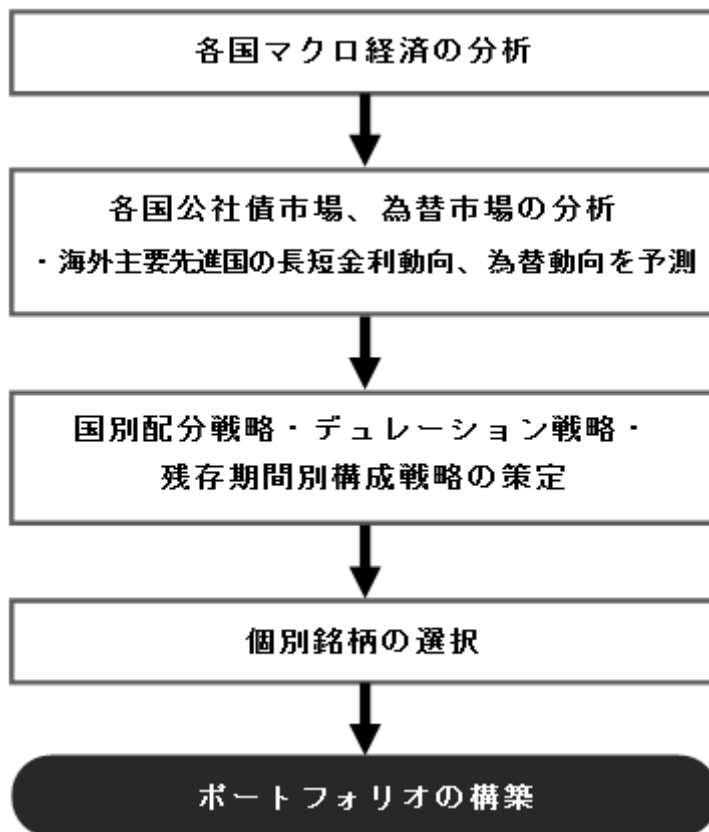 各国マクロ経済の分析
各国公社債市場、為替市場の分析
・海外主要先進国の長短金利動向、為替動向を予測
国別配分戦略・デュレーション戦略・
残存期間別構成戦略の策定
個別銘柄の選択
ポートフォリオの構築